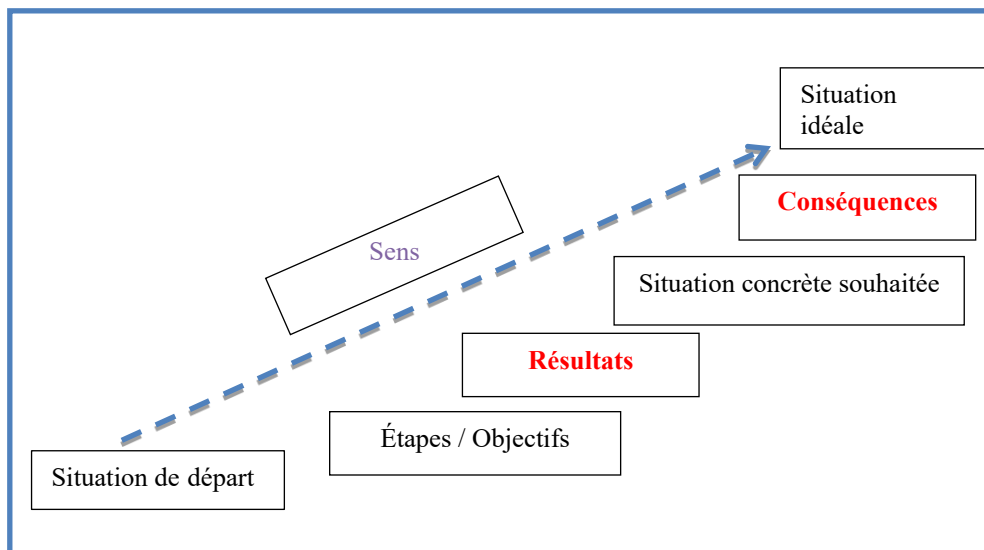 Situation
idéale
Conséquences
Sens
Situation concrète souhaitée
Résultats
Étapes / Objectifs
Situation de départ